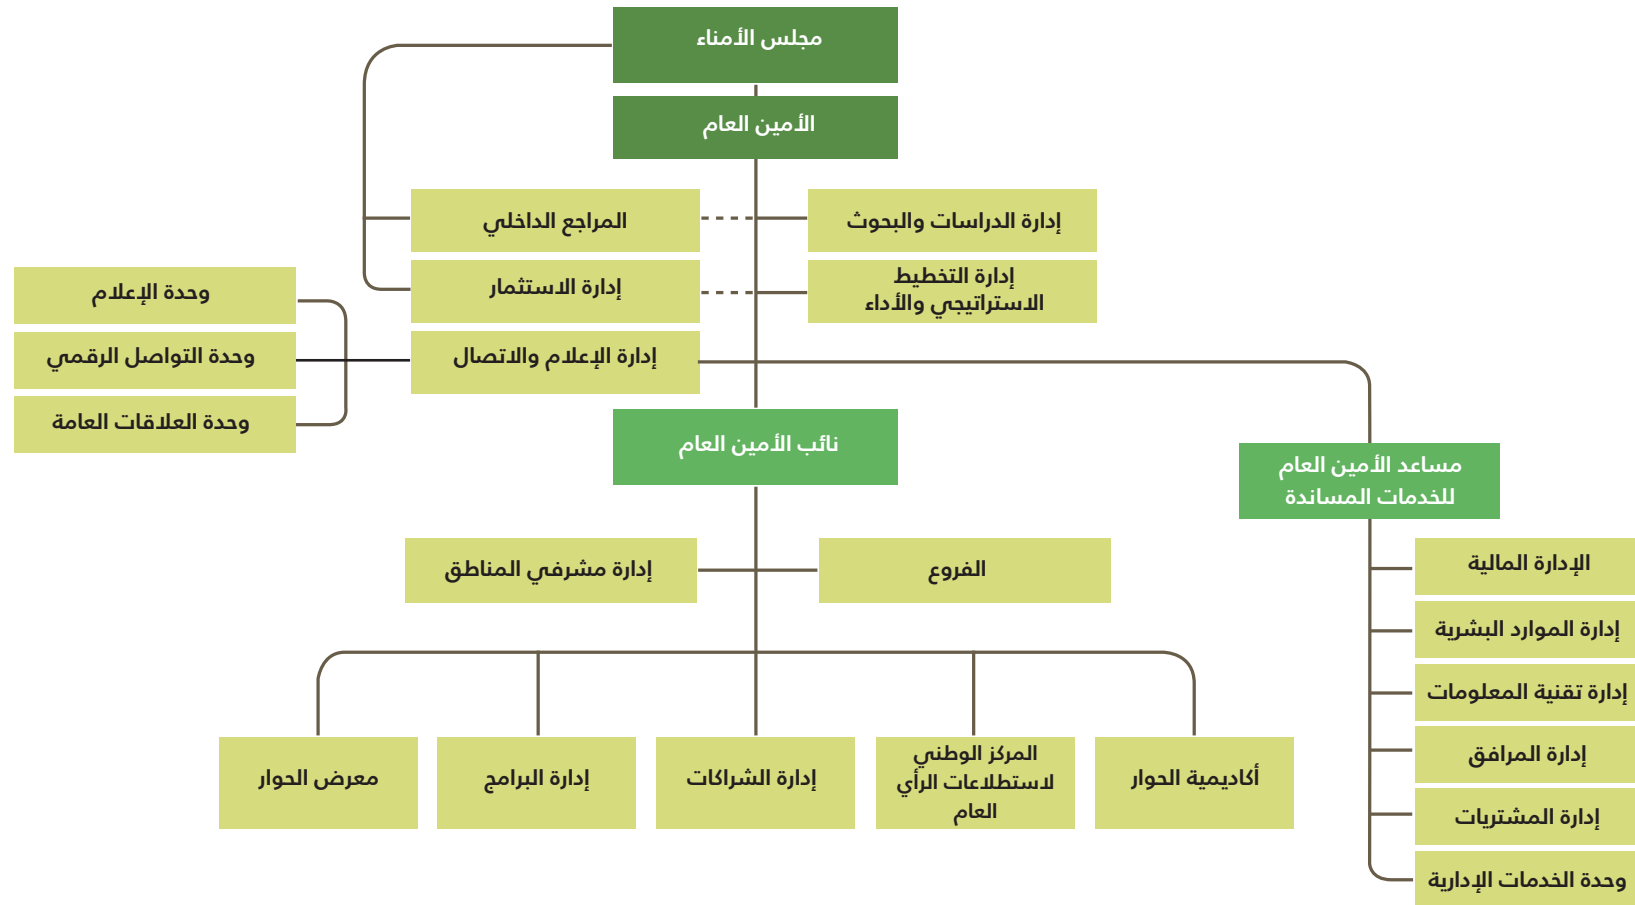 مجلس الأمناء
الأمين العام
إدارة الدراسات والبحوث
المراجع الداخلي
إدارة التخطيط
الاستراتيجي والأداء
إدارة الاستثمار
إدارة الإعلام والاتصال
وحدة الإعلام
وحدة التواصل الرقمي
وحدة العلاقات العامة
نائب الأمين العام
مساعد الأمين العام
للخدمات المساندة
الفروع
إدارة مشرفي المناطق
الإدارة المالية
إدارة الموارد البشرية
إدارة تقنية المعلومات
إدارة المرافق
إدارة المشتريات
وحدة الخدمات الإدارية
أكاديمية الحوار
المركز الوطني
لاستطلاعات الرأي
العام
إدارة الشراكات
إدارة البرامج
معرض الحوار